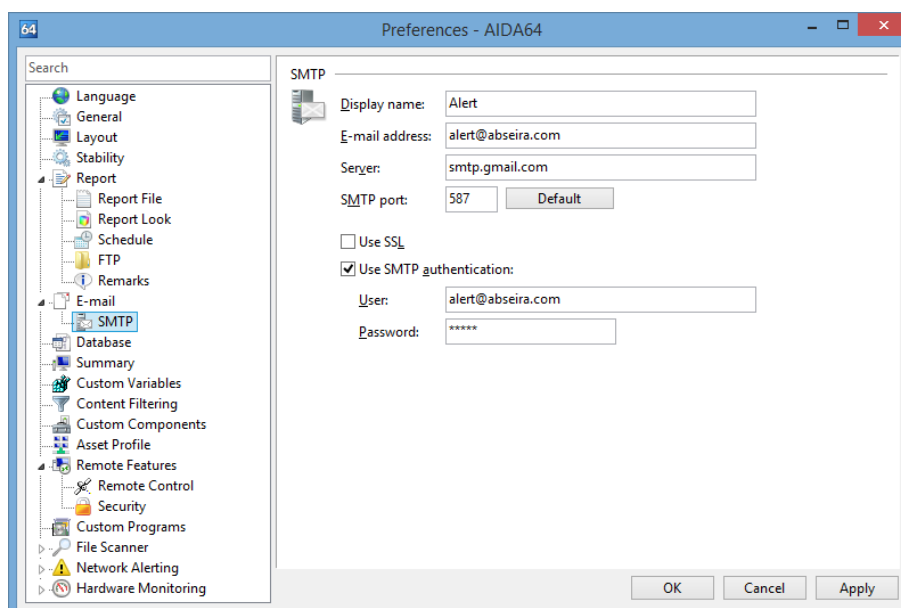 64
Preferences - AIDA64
Search
Language
General
Layout
Stability
Report
Report File
Report Look
Schedule
FTP
Remarks
E-mail
SMTP
Database
Summary
Custom Variables
Content Filtering
Custom Components
Asset Profile
Remote Features
Remote Control
Security
Custom Programs
File Scanner
Network Alerting
Hardware Monitoring
SMTP
Display name: Alert
E-mail address: alert@abseira.com
Server: smtp.gmail.com
SMTP port: 587 Default
Use SSL
Use SMTP authentication:
User: alert@abseira.com
Password: *****
OK Cancel Apply